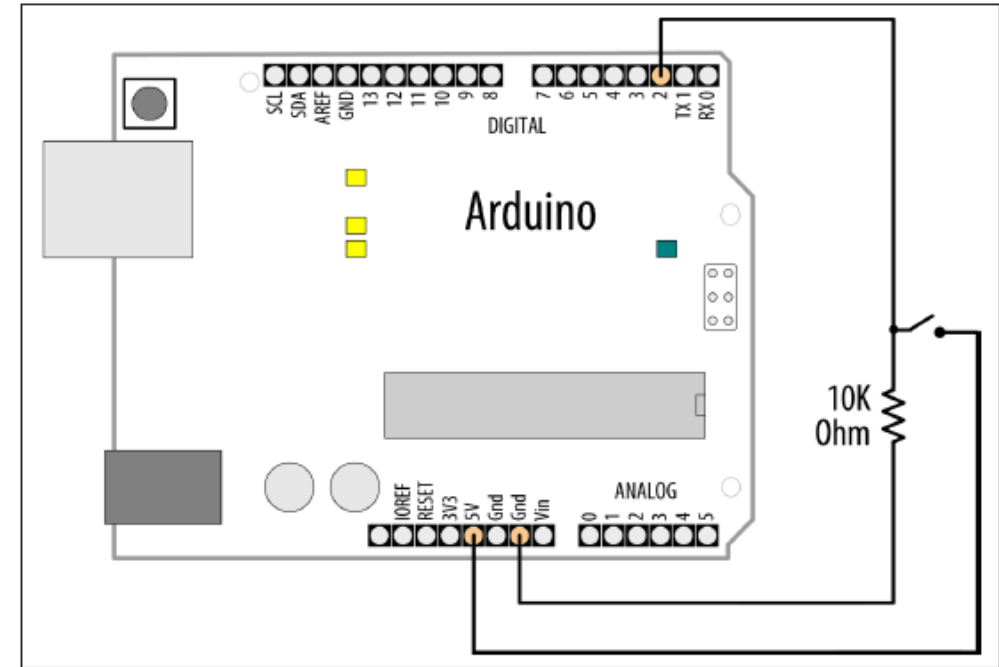 SCL SDA AREF GND 13 12 11 10 9 8 7 6 5 4 3 2 TX 1 RX 0
DIGITAL
Arduino
10K
Ohm
ANALOG
IOREF RESET 3V3 5V Gnd Gnd Vin 0 1 2 3 4 5